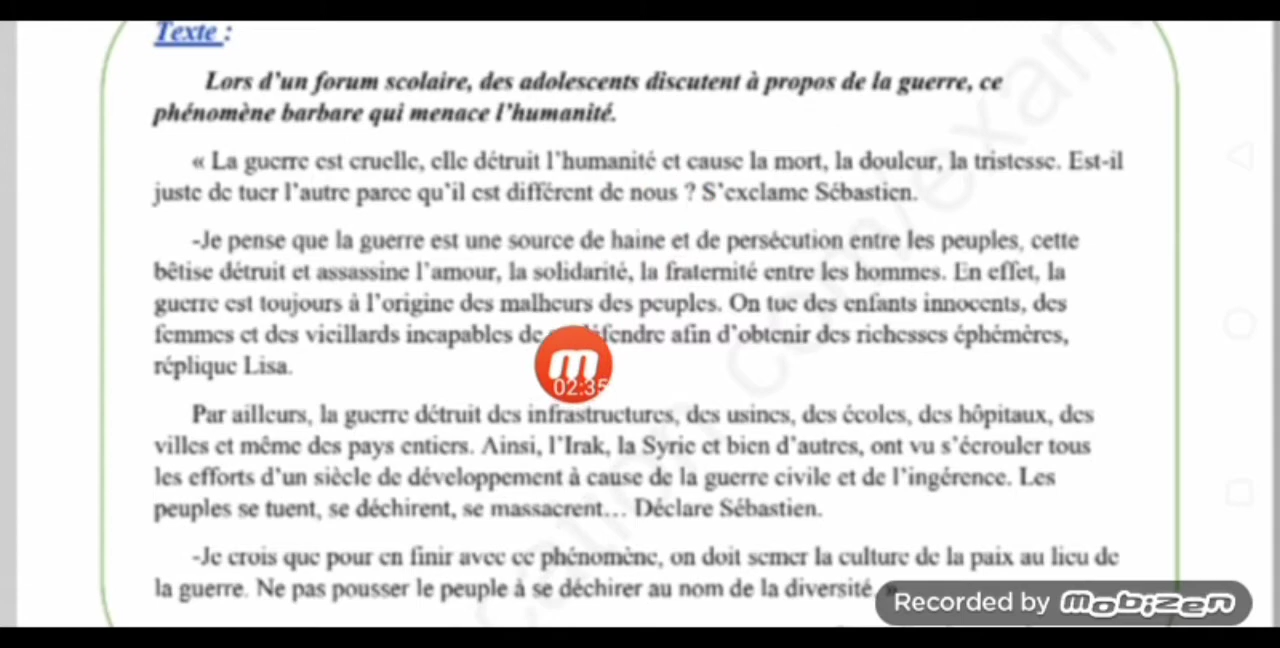 Texte :
Lors d'un forum scolaire, des adolescents discutent à propos de la guerre, ce
phénomène barbare qui menace l'humanité.
« La guerre est cruelle, elle détruit l'humanité et cause la mort, la douleur, la tristesse. Est-il
juste de tuer l'autre parce qu'il est différent de nous ? S'exclame Sébastien.
-Je pense que la guerre est une source de haine et de persécution entre les peuples, cette
bêtise détruit et assassine l'amour, la solidarité, la fraternité entre les hommes. En effet, la
guerre est toujours à l'origine des malheurs des peuples. On tue des enfants innocents, des
femmes et des vieillards incapables de fendre afin d'obtenir des richesses éphémères,
réplique Lisa.
02:35
Par ailleurs, la guerre détruit des infrastructures, des usines, des écoles, des hôpitaux, des
villes et même des pays entiers. Ainsi, l'Irak, la Syrie et bien d'autres, ont vu s'écrouler tous
les efforts d'un siècle de développement à cause de la guerre civile et de l'ingérence. Les
peuples se tuent, se déchirent, se massacrent… Déclare Sébastien.
-Je crois que pour en finir avec ce phénomène, on doit semer la culture de la paix au lieu de
la guerre. Ne pas pousser le peuple à se déchirer au nom de la diversité.
Recorded by mobizen